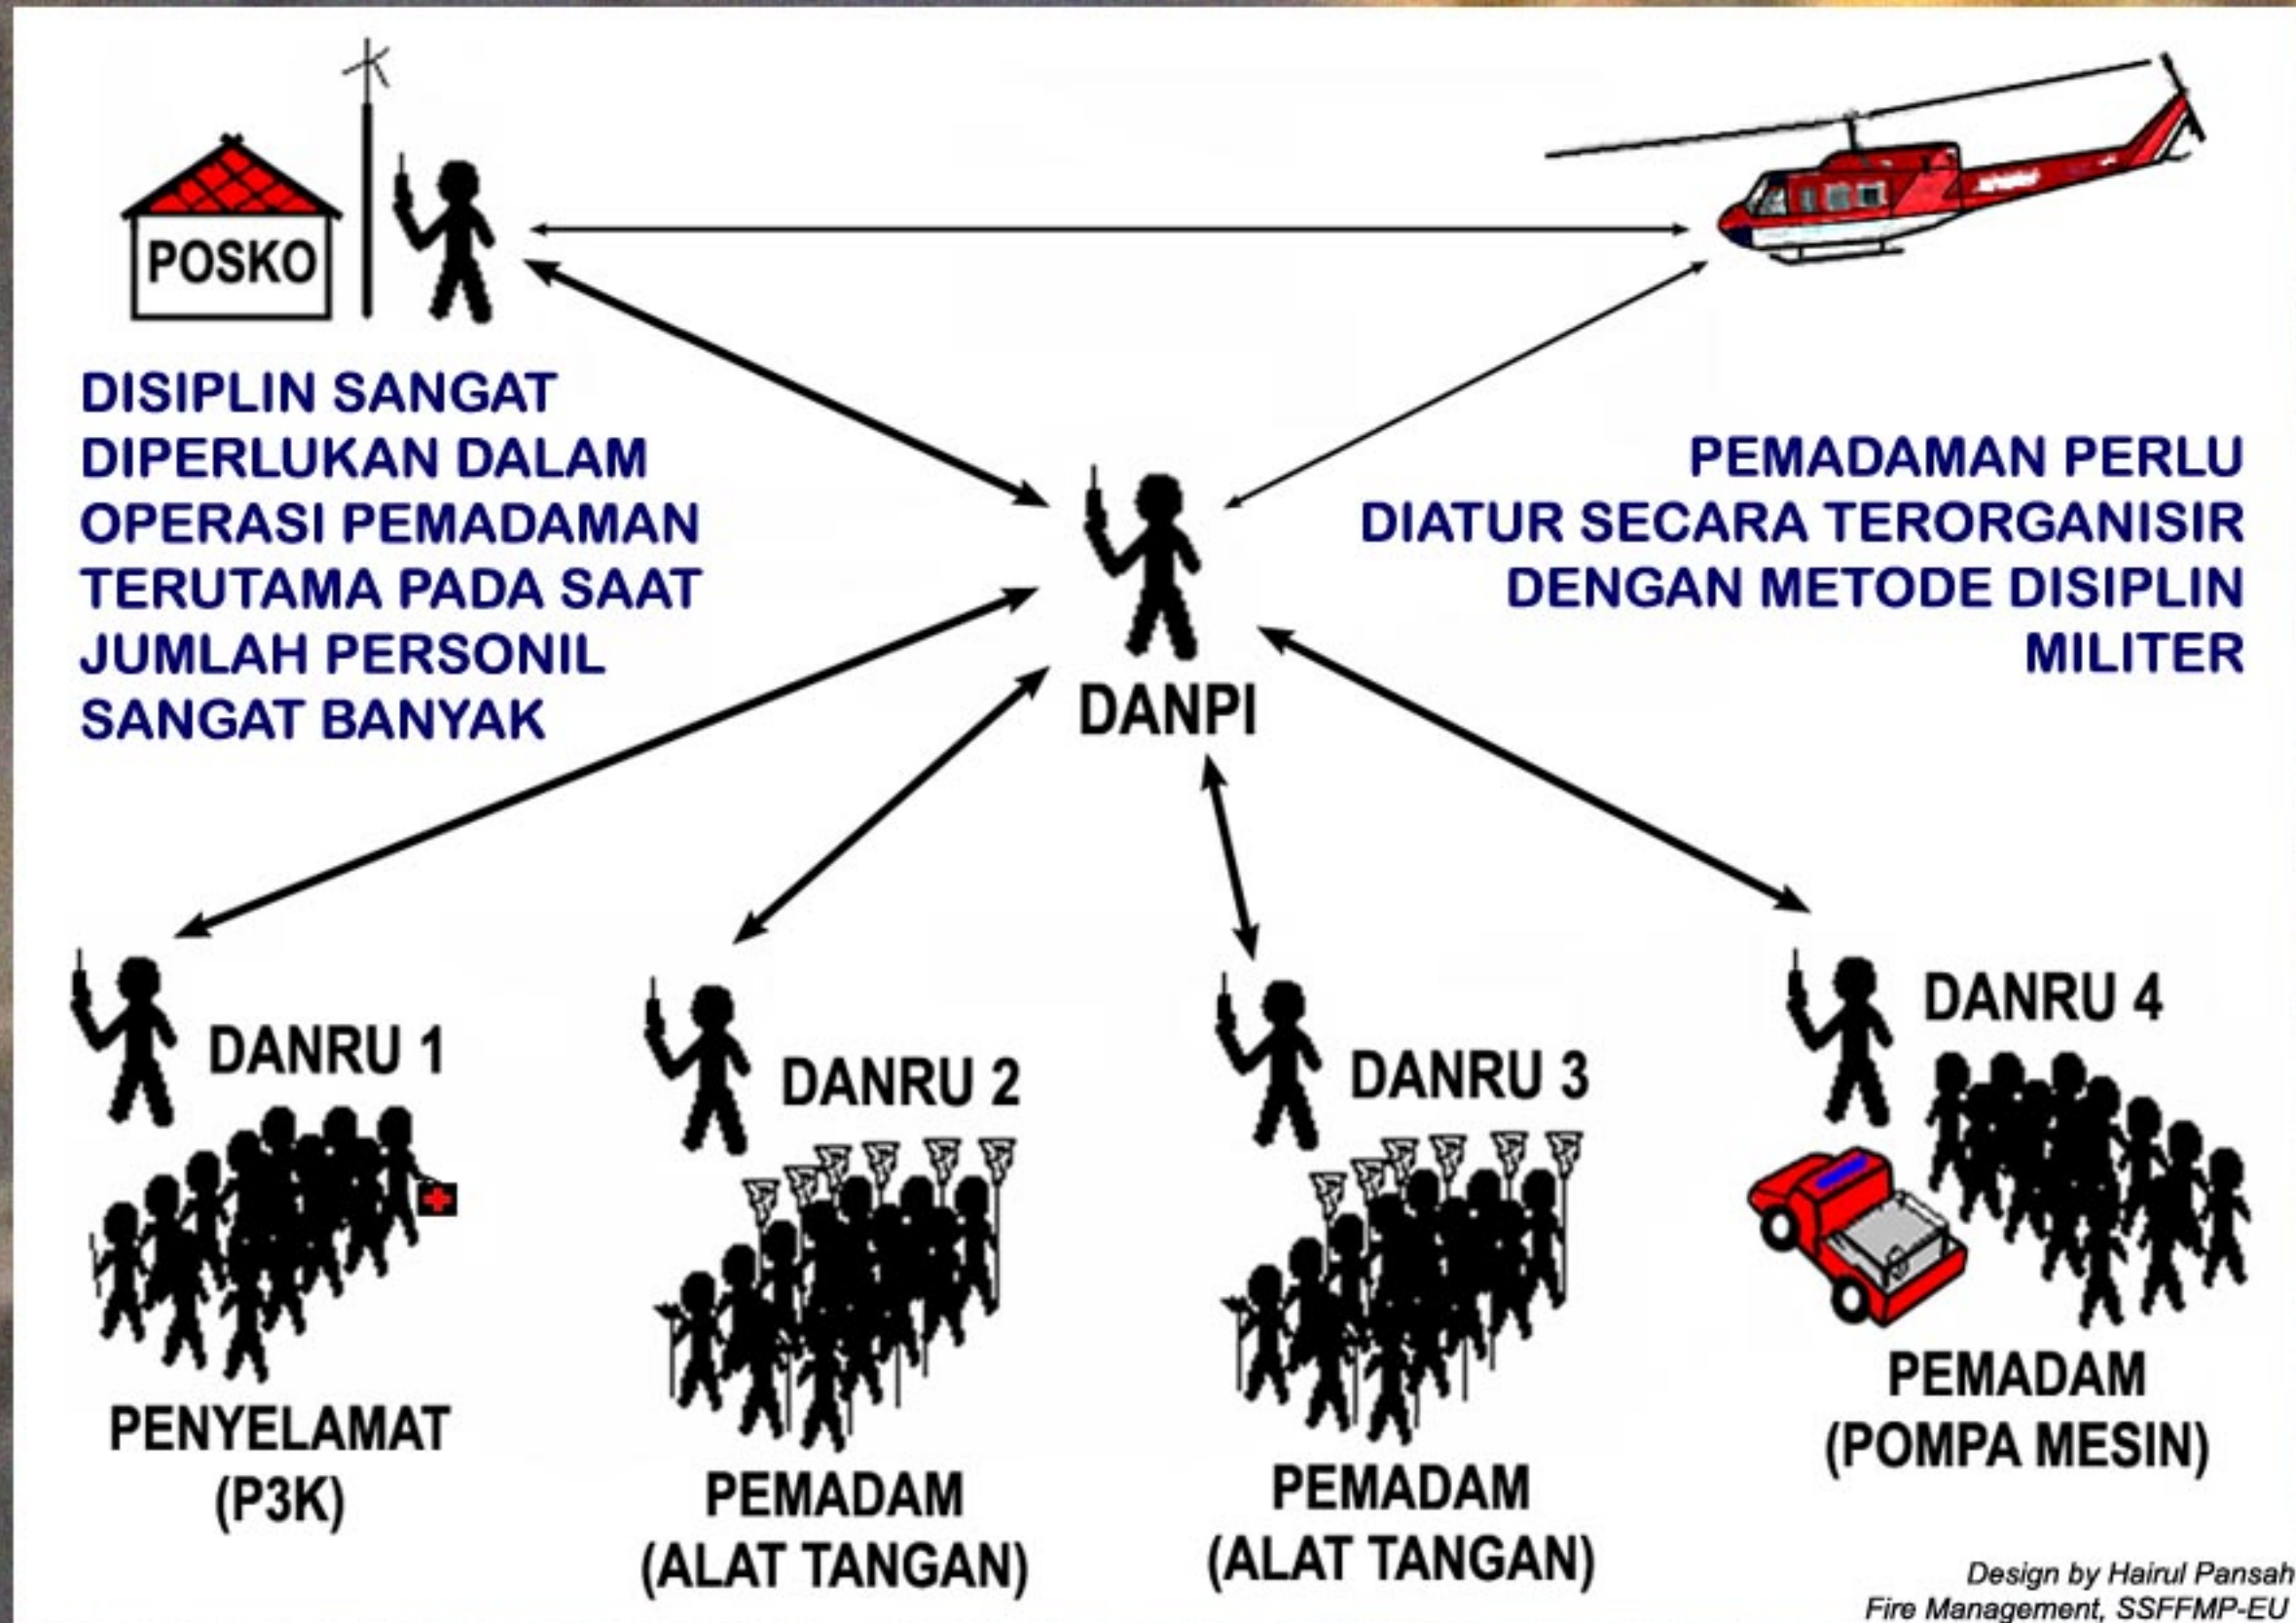 POSKO
DISIPLIN SANGAT
DIPERLUKAN DALAM
OPERASI PEMADAMAN
TERUTAMA PADA SAAT
JUMLAH PERSONIL
SANGAT BANYAK
PEMADAMAN PERLU
DIATUR SECARA TERORGANISIR
DENGAN METODE DISIPLIN
MILITER
DANPI
DANRU 1
PENYELAMAT
(P3K)
DANRU 2
PEMADAM
(ALAT TANGAN)
DANRU 3
PEMADAM
(ALAT TANGAN)
DANRU 4
PEMADAM
(POMPA MESIN)
Design by Hairul Pansah
Fire Management, SSFFMP-EU